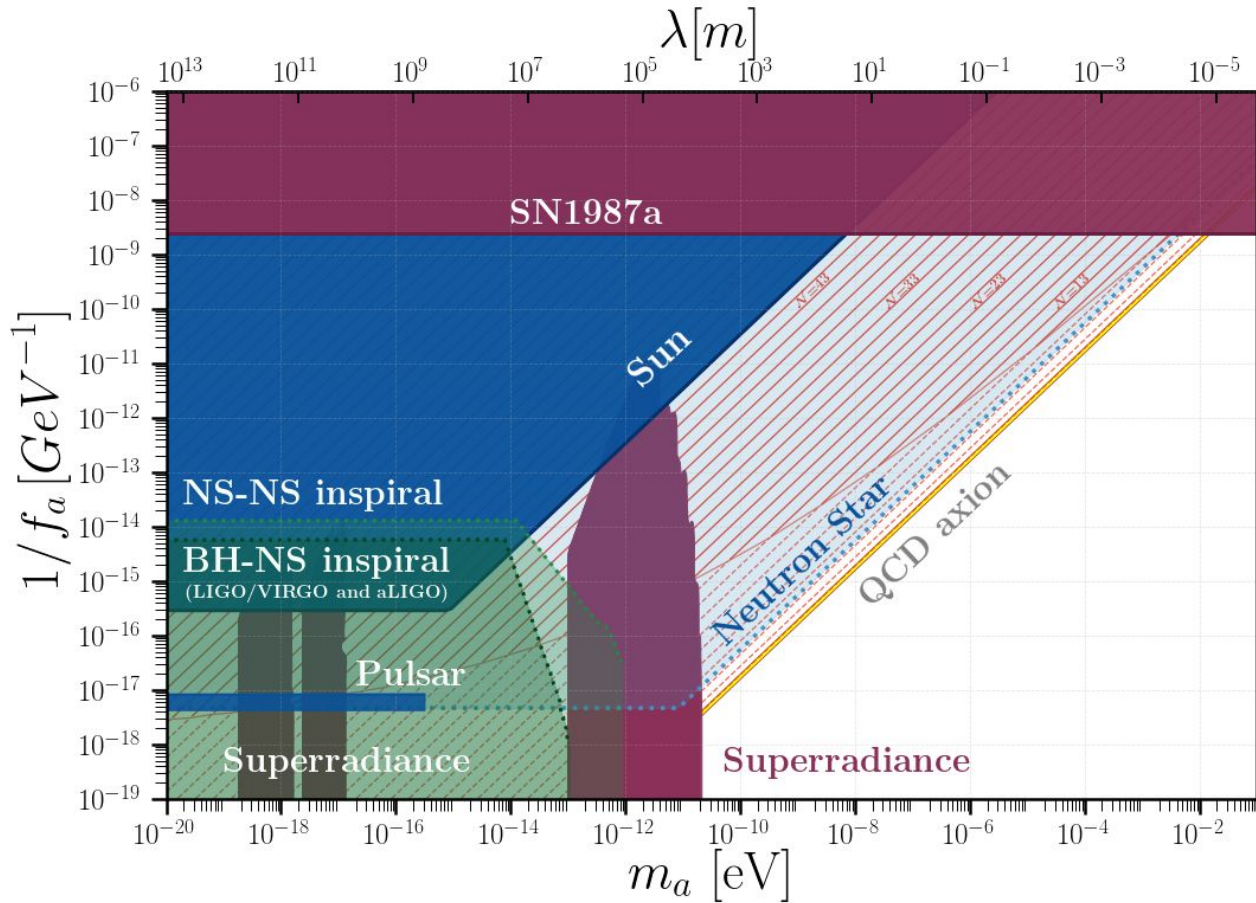 λ[m]
10^13 10^11 10^9 10^7 10^5 10^3 10^1 10^-1 10^-3 10^-5
1/f_a [GeV^-1]
10^-6
10^-7
10^-8
10^-9
10^-10
10^-11
10^-12
10^-13
10^-14
10^-15
10^-16
10^-17
10^-18
10^-19
SN1987a
N=43 N=33 N=23 N=13
Sun
NS-NS inspiral
BH-NS inspiral
(LIGO/VIRGO and aLIGO)
Neutron Star
QCD axion
Pulsar
Superradiance
Superradiance
10^-20 10^-18 10^-16 10^-14 10^-12 10^-10 10^-8 10^-6 10^-4 10^-2
m_a [eV]